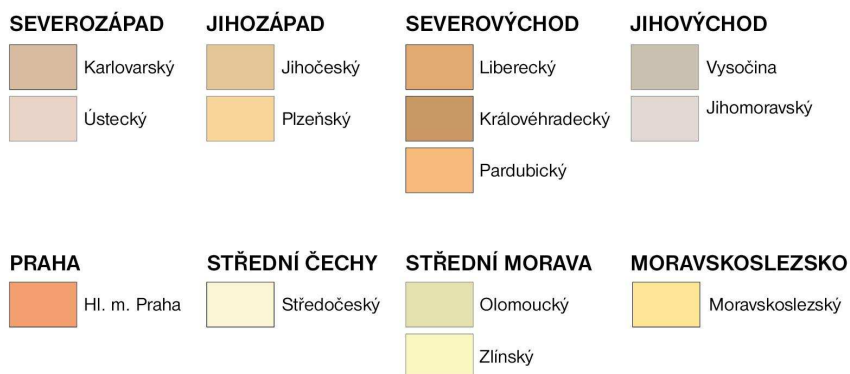 SEVEROZÁPAD JIHOZÁPAD SEVEROVÝCHOD JIHOVÝCHOD
Karlovarský Jihočeský Liberecký Vysočina
Ústecký Plzeňský Královéhradecký Jihomoravský
Pardubický
PRAHA STŘEDNÍ ČECHY STŘEDNÍ MORAVA MORAVSKOSLEZSKO
Hl. m. Praha Středočeský Olomoucký Moravskoslezský
Zlínský